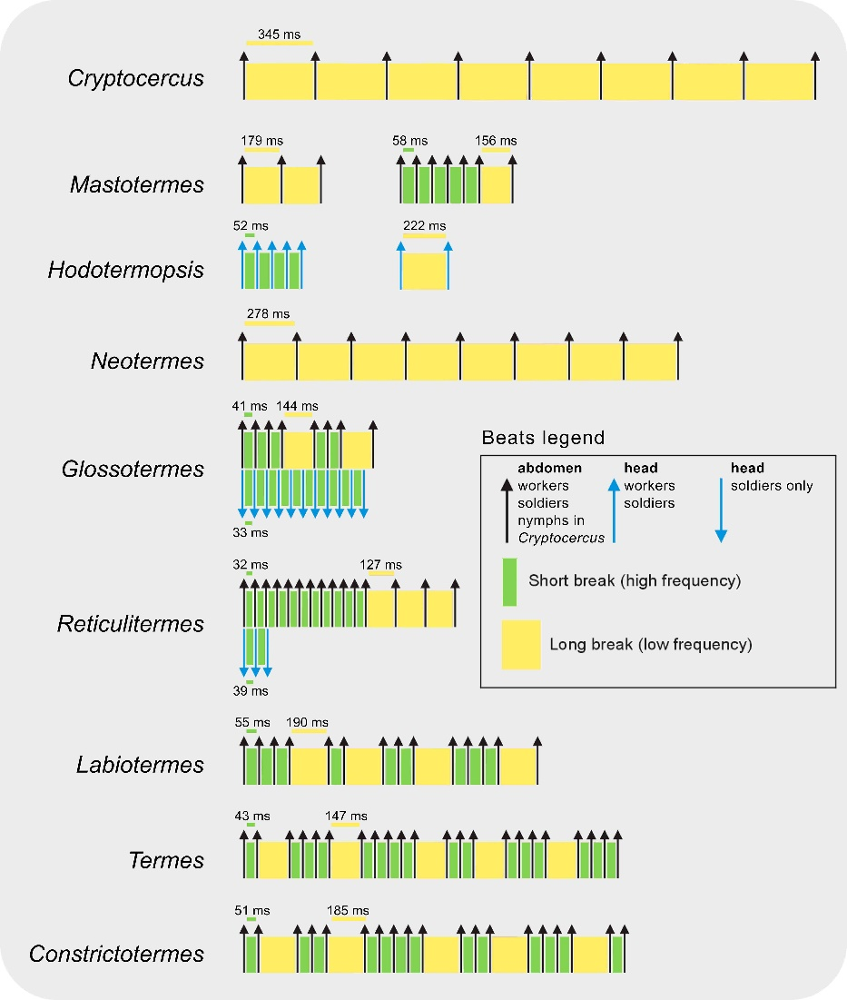 345 ms
Cryptocercus
179 ms
58 ms
156 ms
Mastotermes
52 ms
222 ms
Hodotermopsis
278 ms
Neotermes
41 ms
144 ms
Glossotermes
33 ms
Beats legend
abdomen
workers
soldiers
nymphs in
Cryptocercus
head
workers
soldiers
head
soldiers only
Short break (high frequency)
Long break (low frequency)
32 ms
127 ms
Reticulitermes
39 ms
55 ms
190 ms
Labiotermes
43 ms
147 ms
Termes
51 ms
185 ms
Constrictotermes